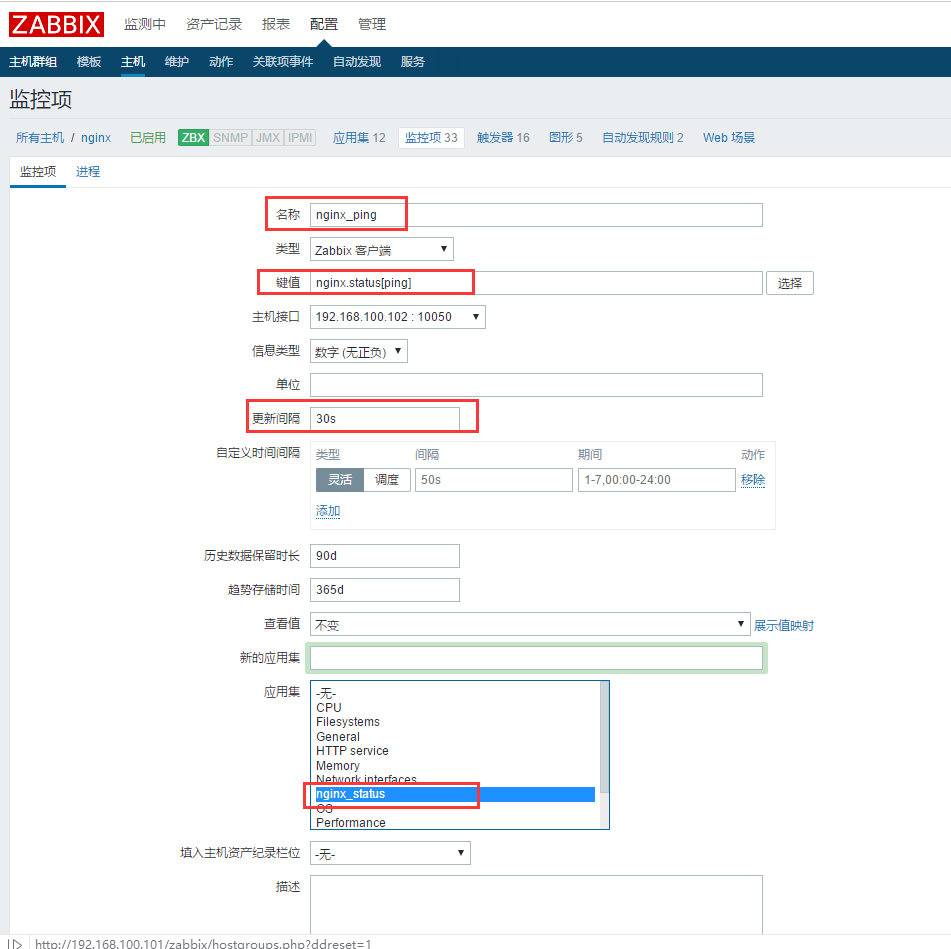 ZABBIX 监测中 资产记录 报表 配置 管理
主机群组 模板 主机 维护 动作 关联项事件 自动发现 服务
监控项
所有主机 / nginx 已启用 ZBX SNMP JMX IPMI 应用集 12 监控项 33 触发器 16 图形 5 自动发现规则 2 Web 场景
监控项 进程
名称 nginx_ping
类型 Zabbix 客户端
键值 nginx.status[ping] 选择
主机接口 192.168.100.102 : 10050
信息类型 数字 (无正负)
单位
更新间隔 30s
自定义时间间隔 类型 间隔 期间 动作
灵活 调度 50s 1-7,00:00-24:00 移除
添加
历史数据保留时长 90d
趋势存储时间 365d
查看值 不变 展示值映射
新的应用集
应用集 -无-
CPU
Filesystems
General
HTTP service
Memory
Network interfaces
nginx_status
OS
Performance
填入主机资产纪录栏位 -无-
描述
http://192.168.100.101/zabbix/hostgroups.php?ddreset=1